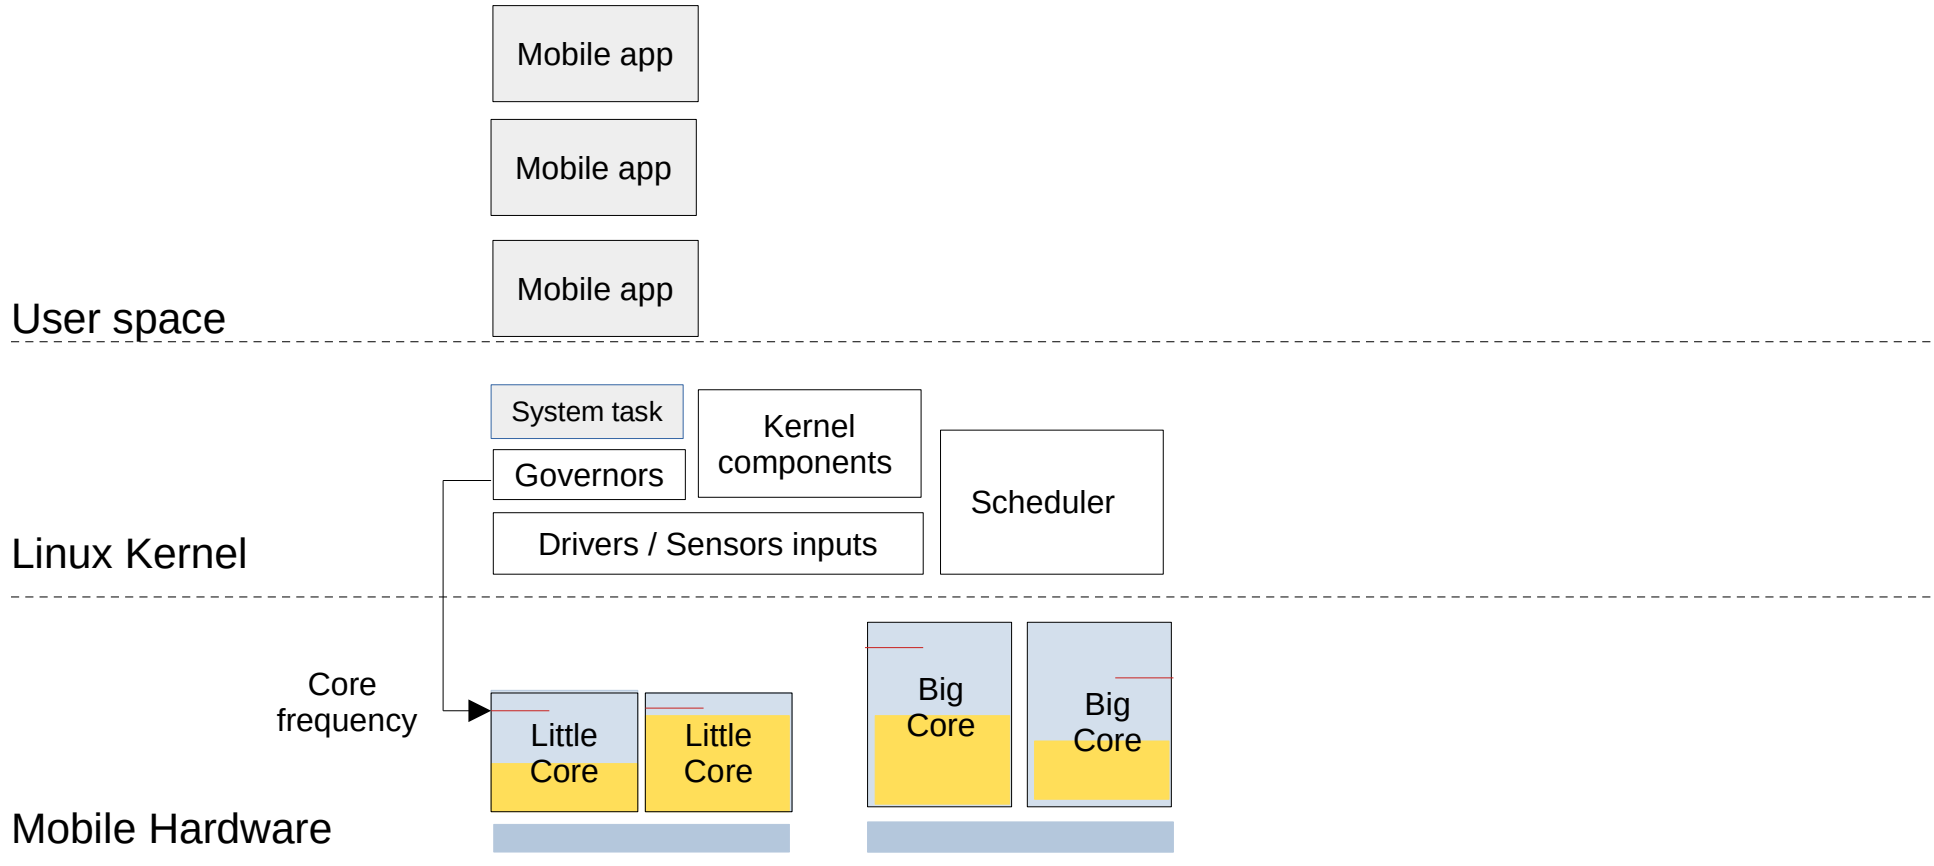 Mobile app
Mobile app
Mobile app
User space
System task
Kernel
components
Governors
Scheduler
Drivers / Sensors inputs
Linux Kernel
Core
frequency
Little
Core
Little
Core
Big
Core
Big
Core
Mobile Hardware